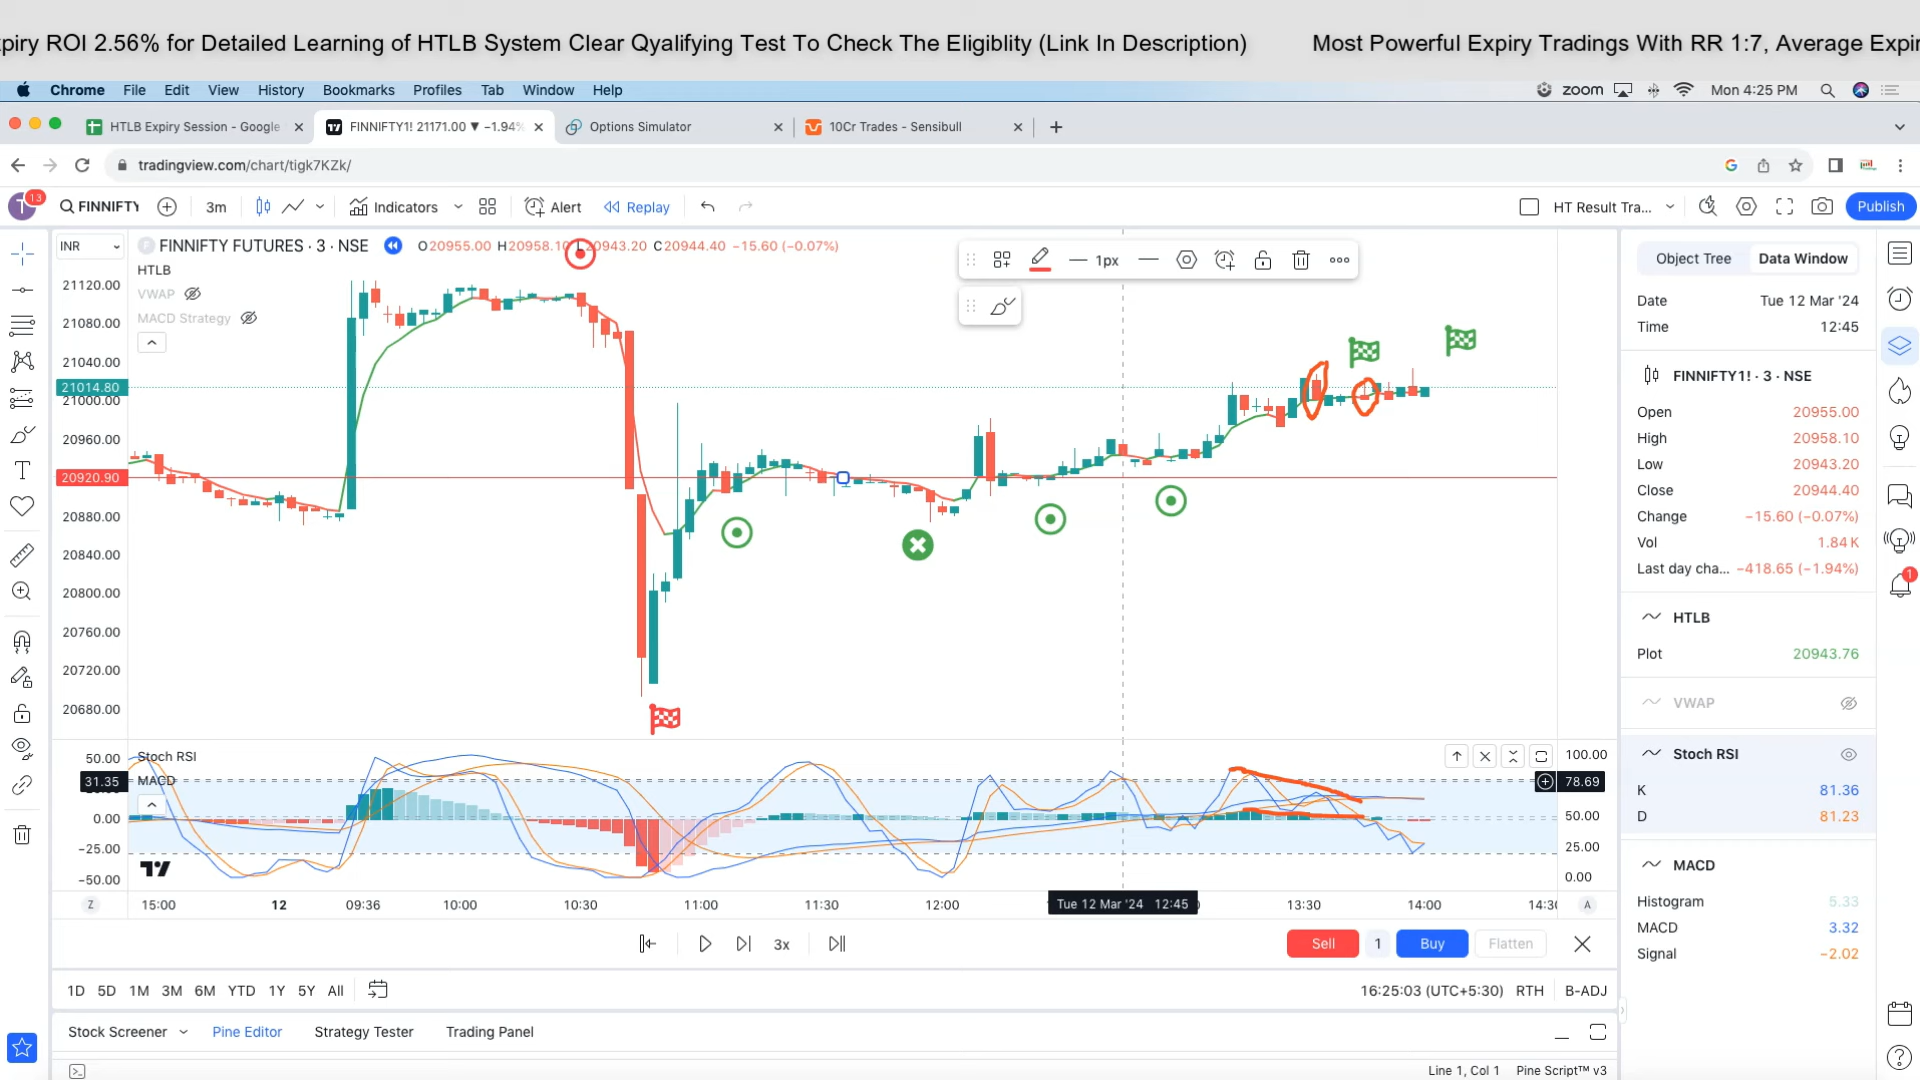 piry ROI 2.56% for Detailed Learning of HTLB System Clear Qyalifying Test To Check The Eligiblity (Link In Description)
Most Powerful Expiry Tradings With RR 1:7, Average Expir
Chrome File Edit View History Bookmarks Profiles Tab Window Help
zoom Mon 4:25 PM
HTLB Expiry Session - Google
FINNIFTY1! 21171.00 ▼ −1.94%
Options Simulator
10Cr Trades - Sensibull
tradingview.com/chart/tigk7KZk/
T 13 FINNIFTY 3m Indicators Alert Replay
HT Result Tra... Publish
INR
FINNIFTY FUTURES · 3 · NSE
O20955.00 H20958.10 L20943.20 C20944.40 −15.60 (−0.07%)
HTLB
VWAP
MACD Strategy
1px
21120.00
21080.00
21040.00
21014.80
21000.00
20960.00
20920.90
20880.00
20840.00
20800.00
20760.00
20720.00
20680.00
Stoch RSI
MACD
50.00
31.35
0.00
−25.00
−50.00
100.00
78.69
50.00
25.00
0.00
Z 15:00 12 09:36 10:00 10:30 11:00 11:30 12:00 Tue 12 Mar '24 12:45 13:30 14:00 14:30 A
3x
Sell 1 Buy Flatten
1D 5D 1M 3M 6M YTD 1Y 5Y All
16:25:03 (UTC+5:30) RTH B-ADJ
Stock Screener Pine Editor Strategy Tester Trading Panel
Line 1, Col 1 Pine Script™ v3
Object Tree Data Window
Date Tue 12 Mar '24
Time 12:45
FINNIFTY1! · 3 · NSE
Open 20955.00
High 20958.10
Low 20943.20
Close 20944.40
Change −15.60 (−0.07%)
Vol 1.84 K
Last day cha... −418.65 (−1.94%)
HTLB
Plot 20943.76
VWAP
Stoch RSI
K 81.36
D 81.23
MACD
Histogram 5.33
MACD 3.32
Signal −2.02
1